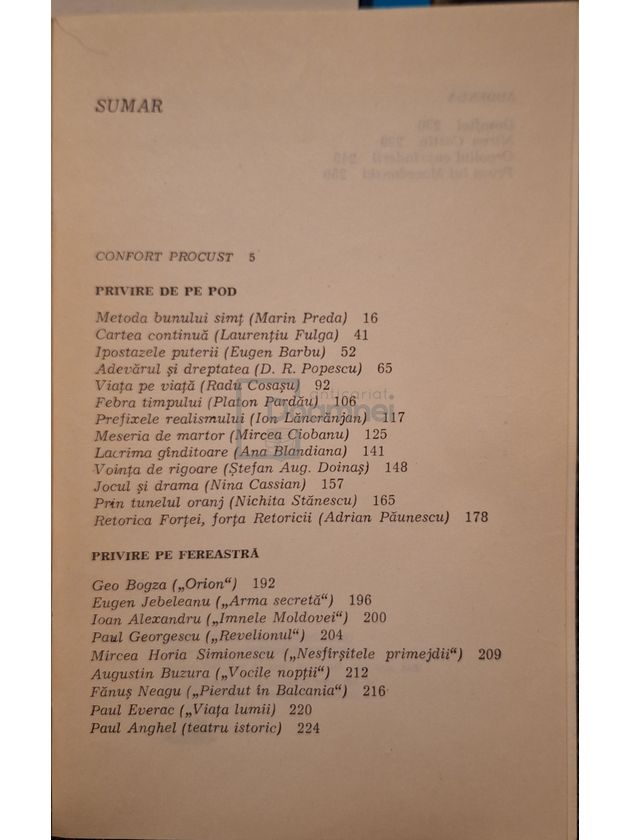 SUMAR
CONFORT PROCUST 5
PRIVIRE DE PE POD
Metoda bunului simț (Marin Preda) 16
Cartea continuă (Laurențiu Fulga) 41
Ipostazele puterii (Eugen Barbu) 52
Adevărul și dreptatea (D. R. Popescu) 65
Viața pe viață (Radu Cosașu) 92
Febra timpului (Platon Pardău) 106
Prefixele realismului (Ion Lăncrănjan) 117
Meseria de martor (Mircea Ciobanu) 125
Lacrima gînditoare (Ana Blandiana) 141
Voința de rigoare (Ștefan Aug. Doinaș) 148
Jocul și drama (Nina Cassian) 157
Prin tunelul oranj (Nichita Stănescu) 165
Retorica Forței, forța Retoricii (Adrian Păunescu) 178
PRIVIRE PE FEREASTRĂ
Geo Bogza („Orion“) 192
Eugen Jebeleanu („Arma secretă“) 196
Ioan Alexandru („Imnele Moldovei“) 200
Paul Georgescu („Revelionul“) 204
Mircea Horia Simionescu („Nesfîrșitele primejdii“) 209
Augustin Buzura („Vocile nopții“) 212
Fănuș Neagu („Pierdut în Balcania“) 216
Paul Everac („Viața lumii) 220
Paul Anghel (teatru istoric) 224
anticariat
Doamnei